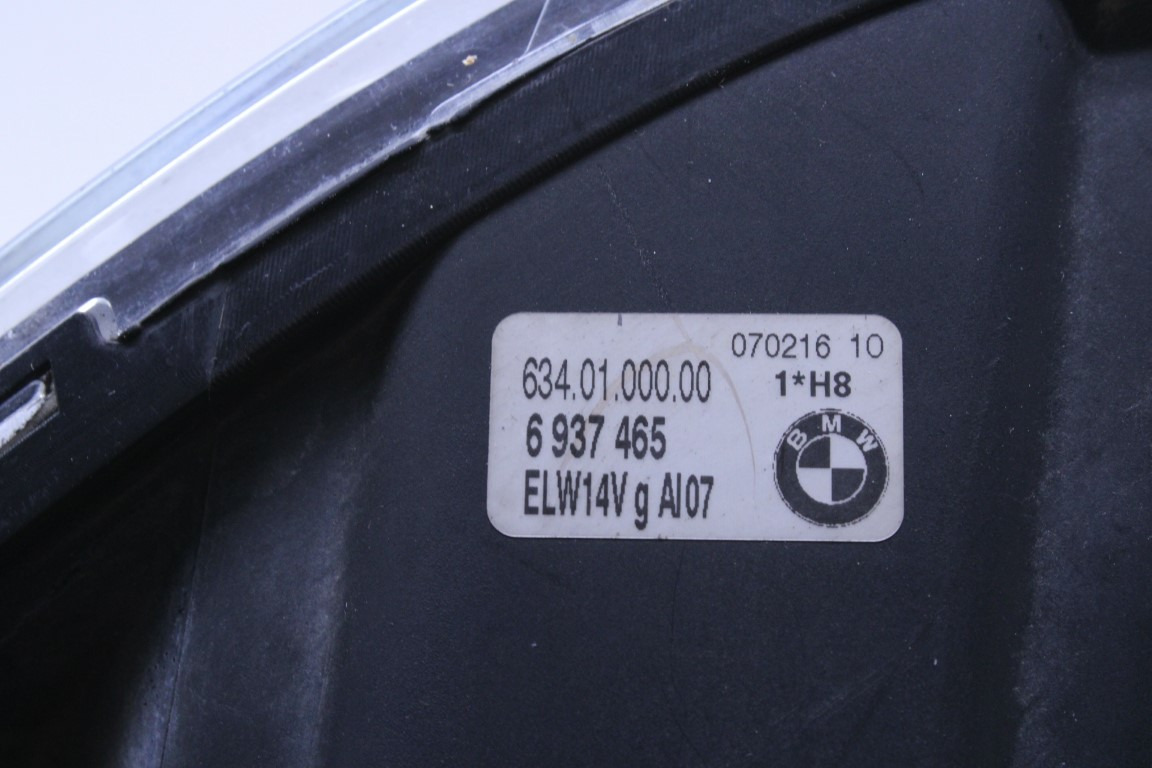 070216 10
634.01.000.00
1*H8
6 937 465
BMW
ELW14V g AI07